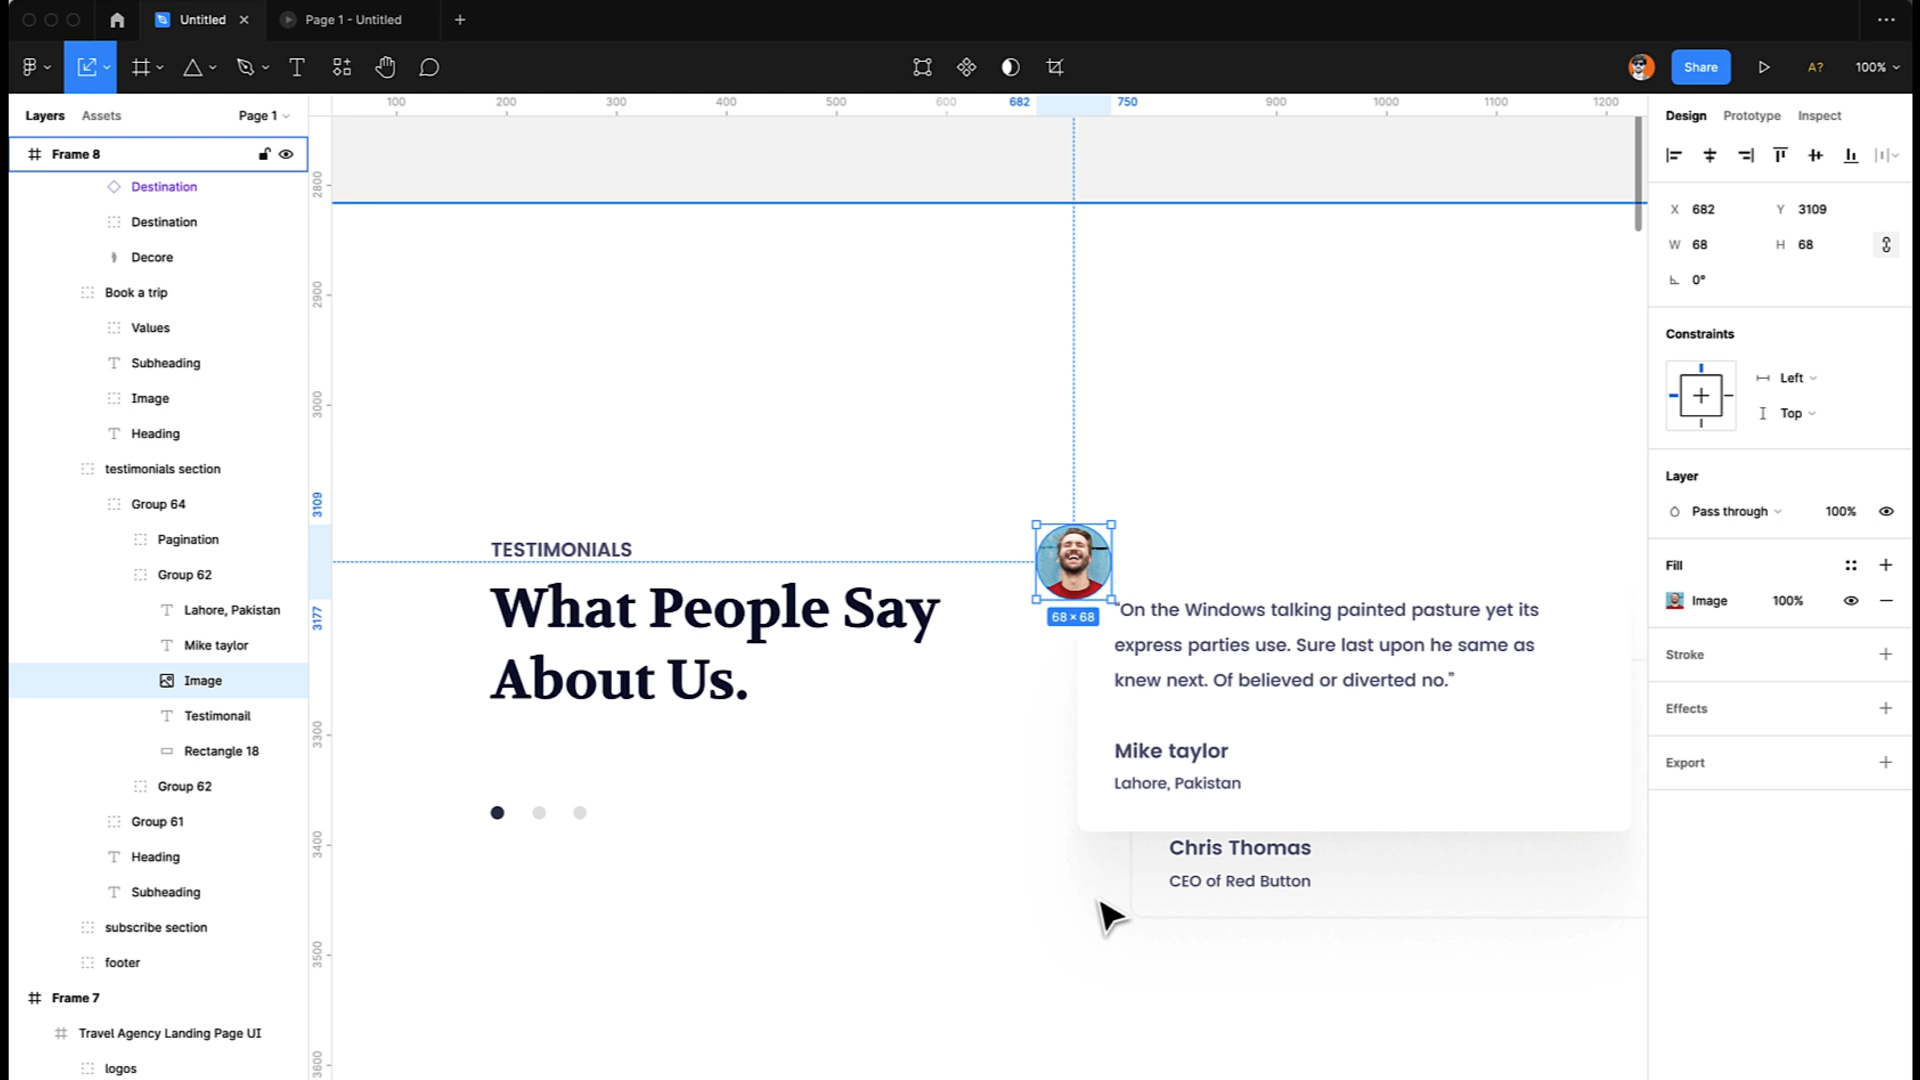 Untitled
Page 1 - Untitled
Share
A?
100%
Layers
Assets
Page 1
100
200
300
400
500
600
682
750
900
1000
1100
1200
Design
Prototype
Inspect
Frame 8
Destination
Destination
Decore
Book a trip
Values
Subheading
Image
Heading
testimonials section
Group 64
Pagination
Group 62
Lahore, Pakistan
Mike taylor
Image
Testimonail
Rectangle 18
Group 62
Group 61
Heading
Subheading
subscribe section
footer
Frame 7
Travel Agency Landing Page UI
logos
2800
2900
3000
3109
3177
3300
3400
3500
3600
TESTIMONIALS
What People Say
About Us.
68 × 68
“On the Windows talking painted pasture yet its
express parties use. Sure last upon he same as
knew next. Of believed or diverted no.”
Mike taylor
Lahore, Pakistan
Chris Thomas
CEO of Red Button
X 682
Y 3109
W 68
H 68
0°
Constraints
Left
Top
Layer
Pass through
100%
Fill
Image
100%
Stroke
Effects
Export